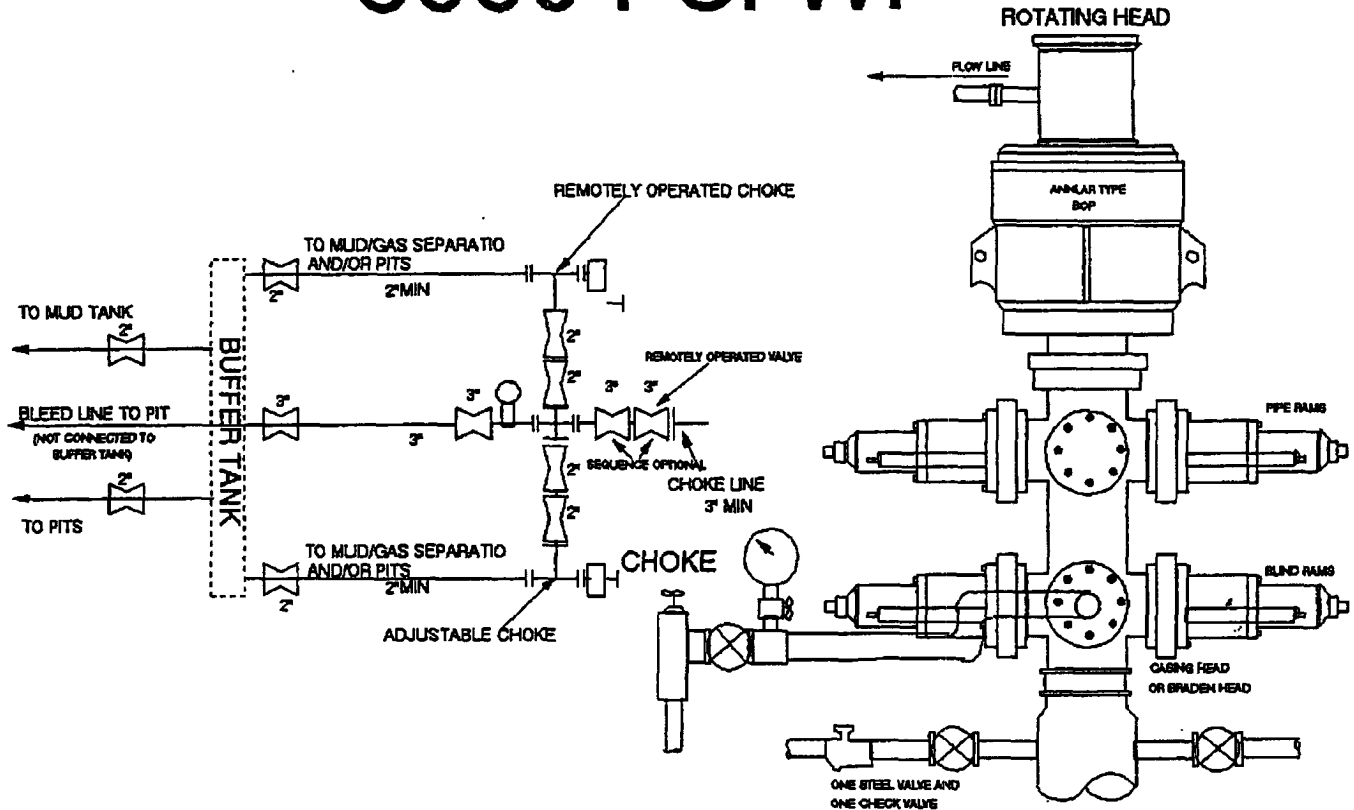 ROTATING HEAD
FLOW LINE
ANNLAR TYPE
BOP
REMOTELY OPERATED CHOKE
TO MUD/GAS SEPARATIO
AND/OR PITS
2" MIN
2"
TO MUD TANK
2"
2"
2"
REMOTELY OPERATED VALVE
3"
3"
BUFFER TANK
BLEED LINE TO PIT
(NOT CONNECTED TO
BUFFER TANK)
3"
3"
3"
SEQUENCE OPTIONAL
CHOKE LINE
3" MIN
PIPE RAMS
2"
2"
2"
TO PITS
TO MUD/GAS SEPARATIO
AND/OR PITS
2" MIN
2"
CHOKE
ADJUSTABLE CHOKE
BLIND RAMS
CASING HEAD
OR BRADEN HEAD
ONE STEEL VALVE AND
ONE CHECK VALVE